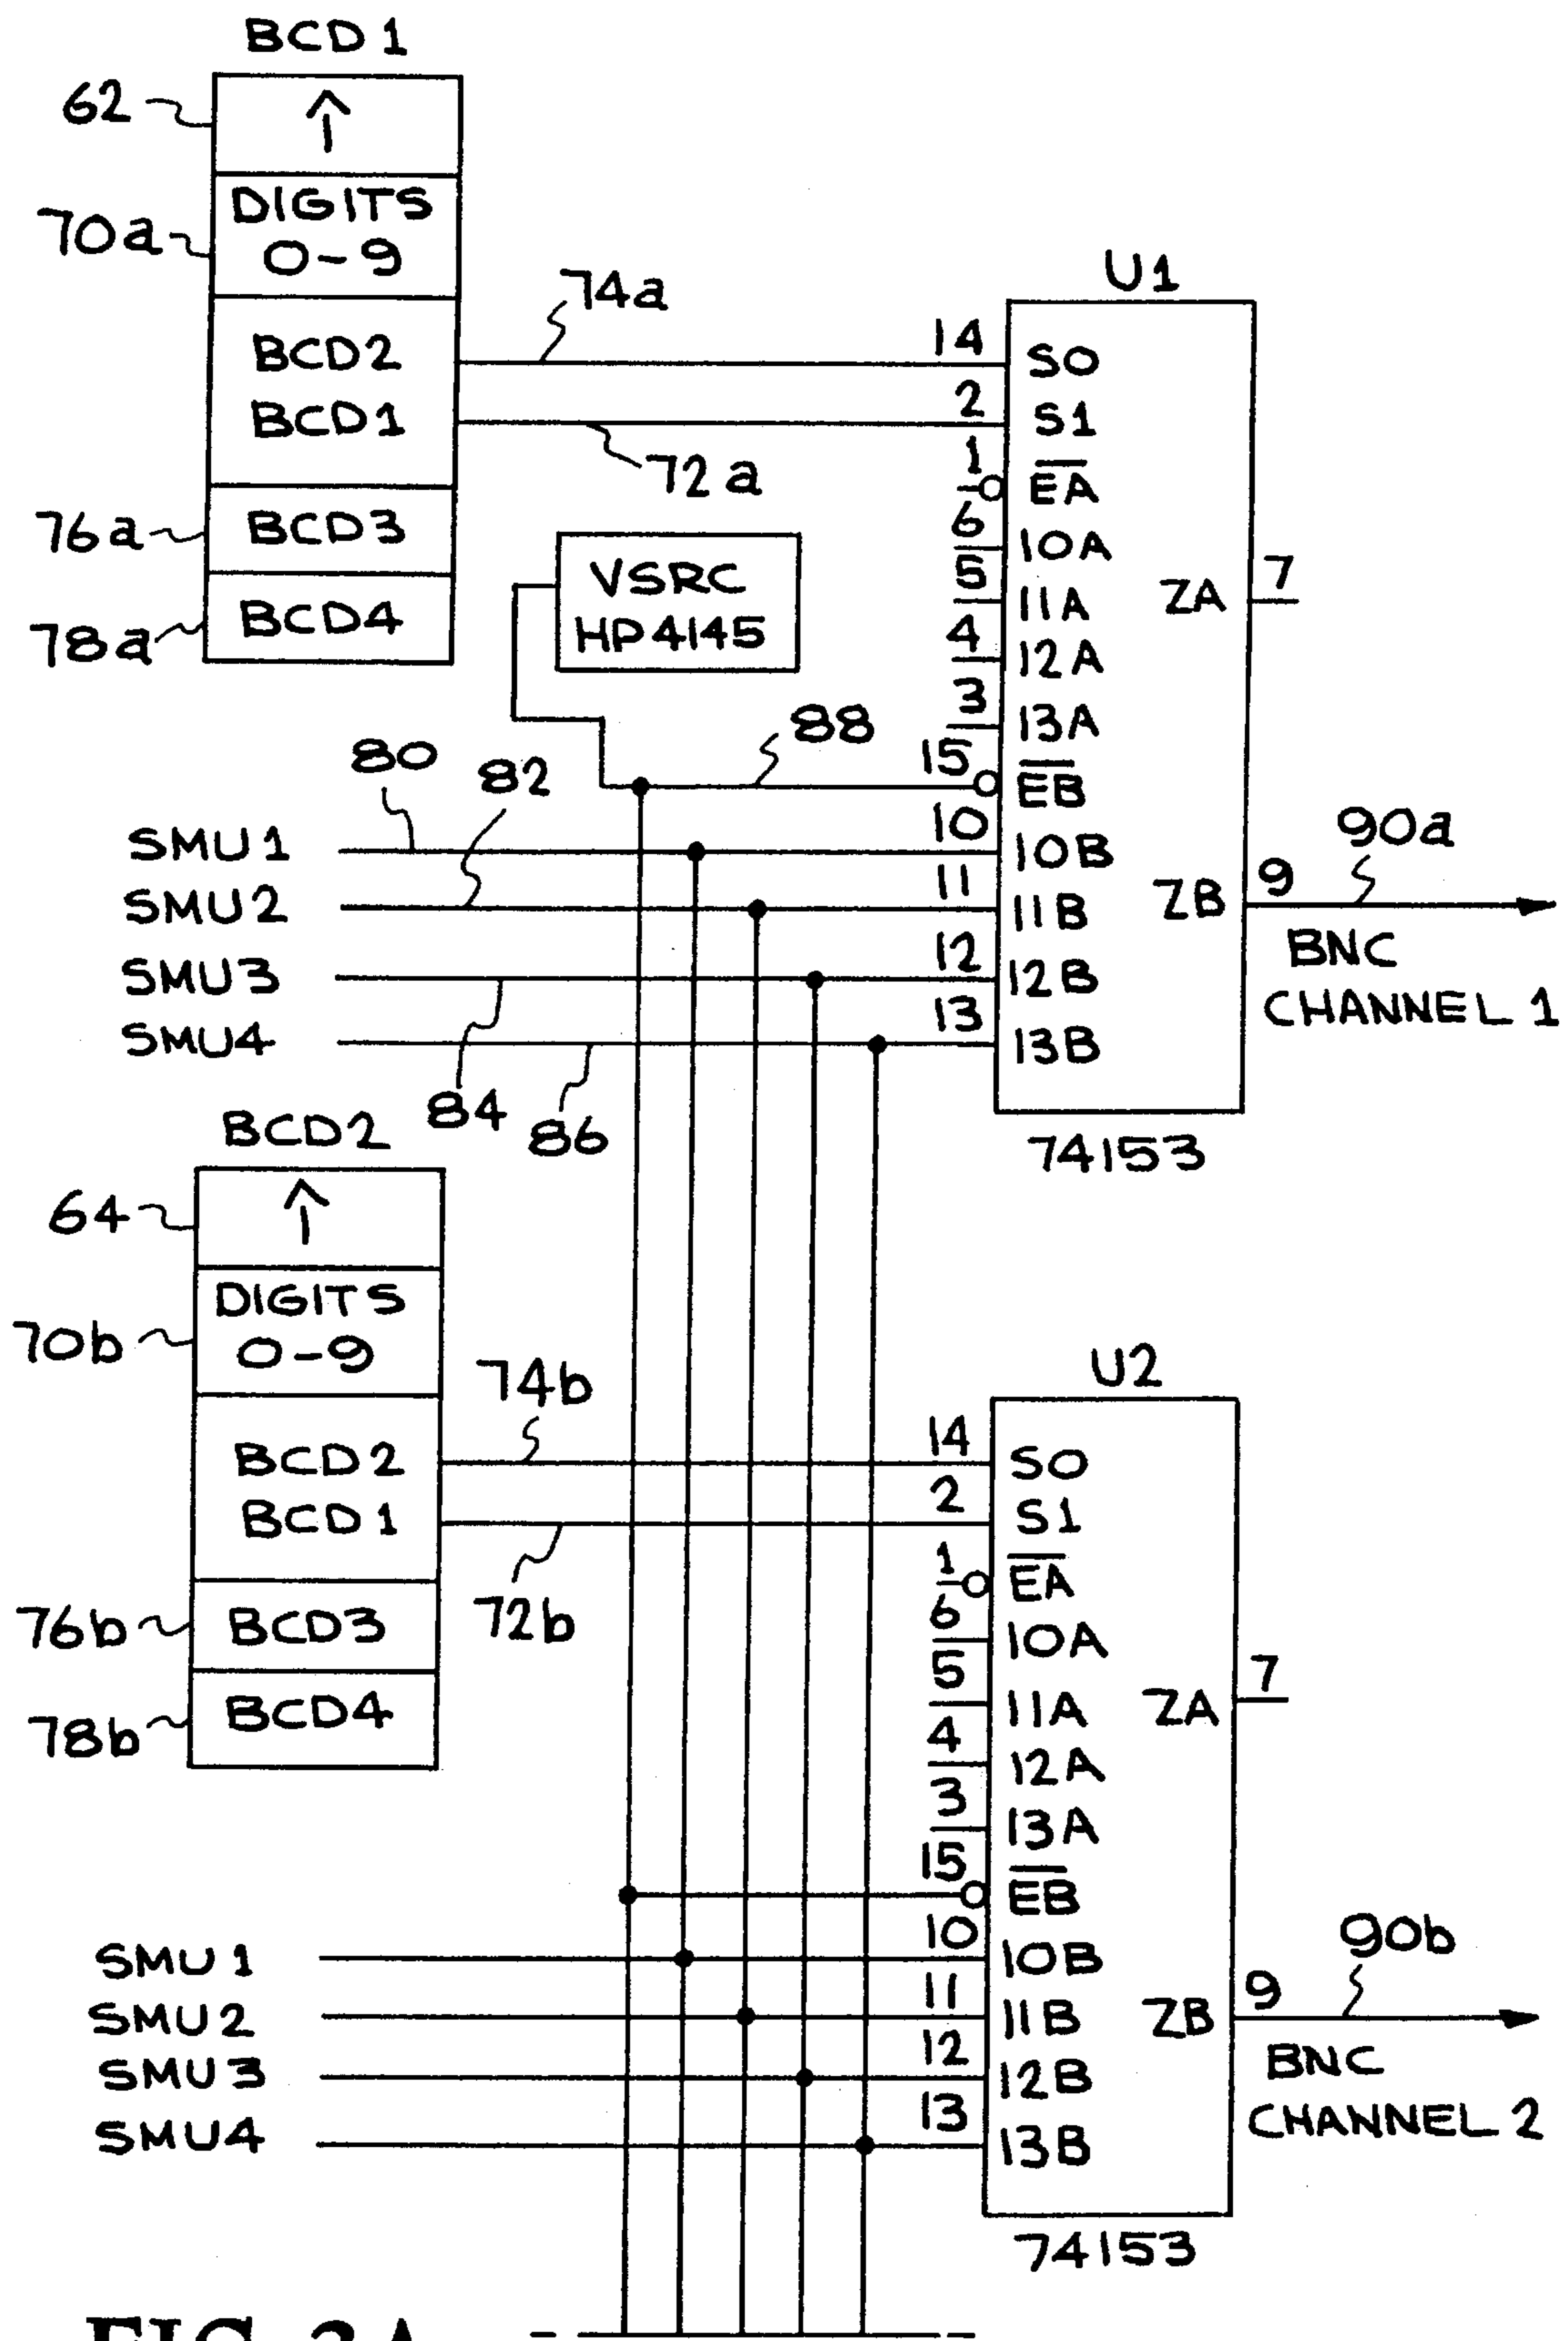 BCD1
62
↑
70a
DIGITS
0-9
74a
U1
BCD2
14
S0
BCD1
2
S1
72a
1
EA
76a
BCD3
6
10A
VSRC
5
11A
ZA
7
78a
BCD4
HP4145
4
12A
3
13A
88
15
EB
80
82
SMU1
10
10B
90a
SMU2
11
11B
ZB
9
BNC
CHANNEL 1
SMU3
12
12B
SMU4
13
13B
84
86
74153
BCD2
64
↑
70b
DIGITS
0-9
74b
U2
BCD2
14
S0
BCD1
2
S1
72b
1
EA
76b
BCD3
6
10A
5
11A
ZA
7
78b
BCD4
4
12A
3
13A
15
EB
SMU1
10
10B
90b
SMU2
11
11B
ZB
9
BNC
CHANNEL 2
SMU3
12
12B
SMU4
13
13B
74153